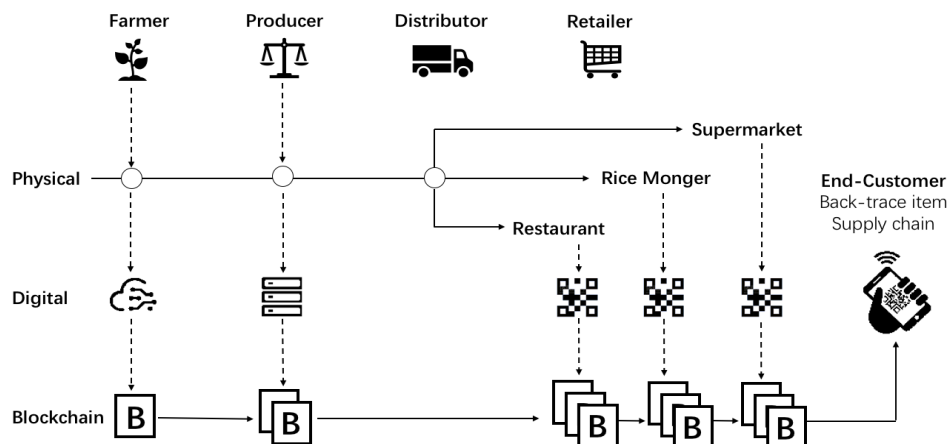 Farmer
Producer
Distributor
Retailer
Supermarket
Physical
Rice Monger
End-Customer
Back-trace item
Supply chain
Restaurant
Digital
Blockchain
B
B
B
B
B